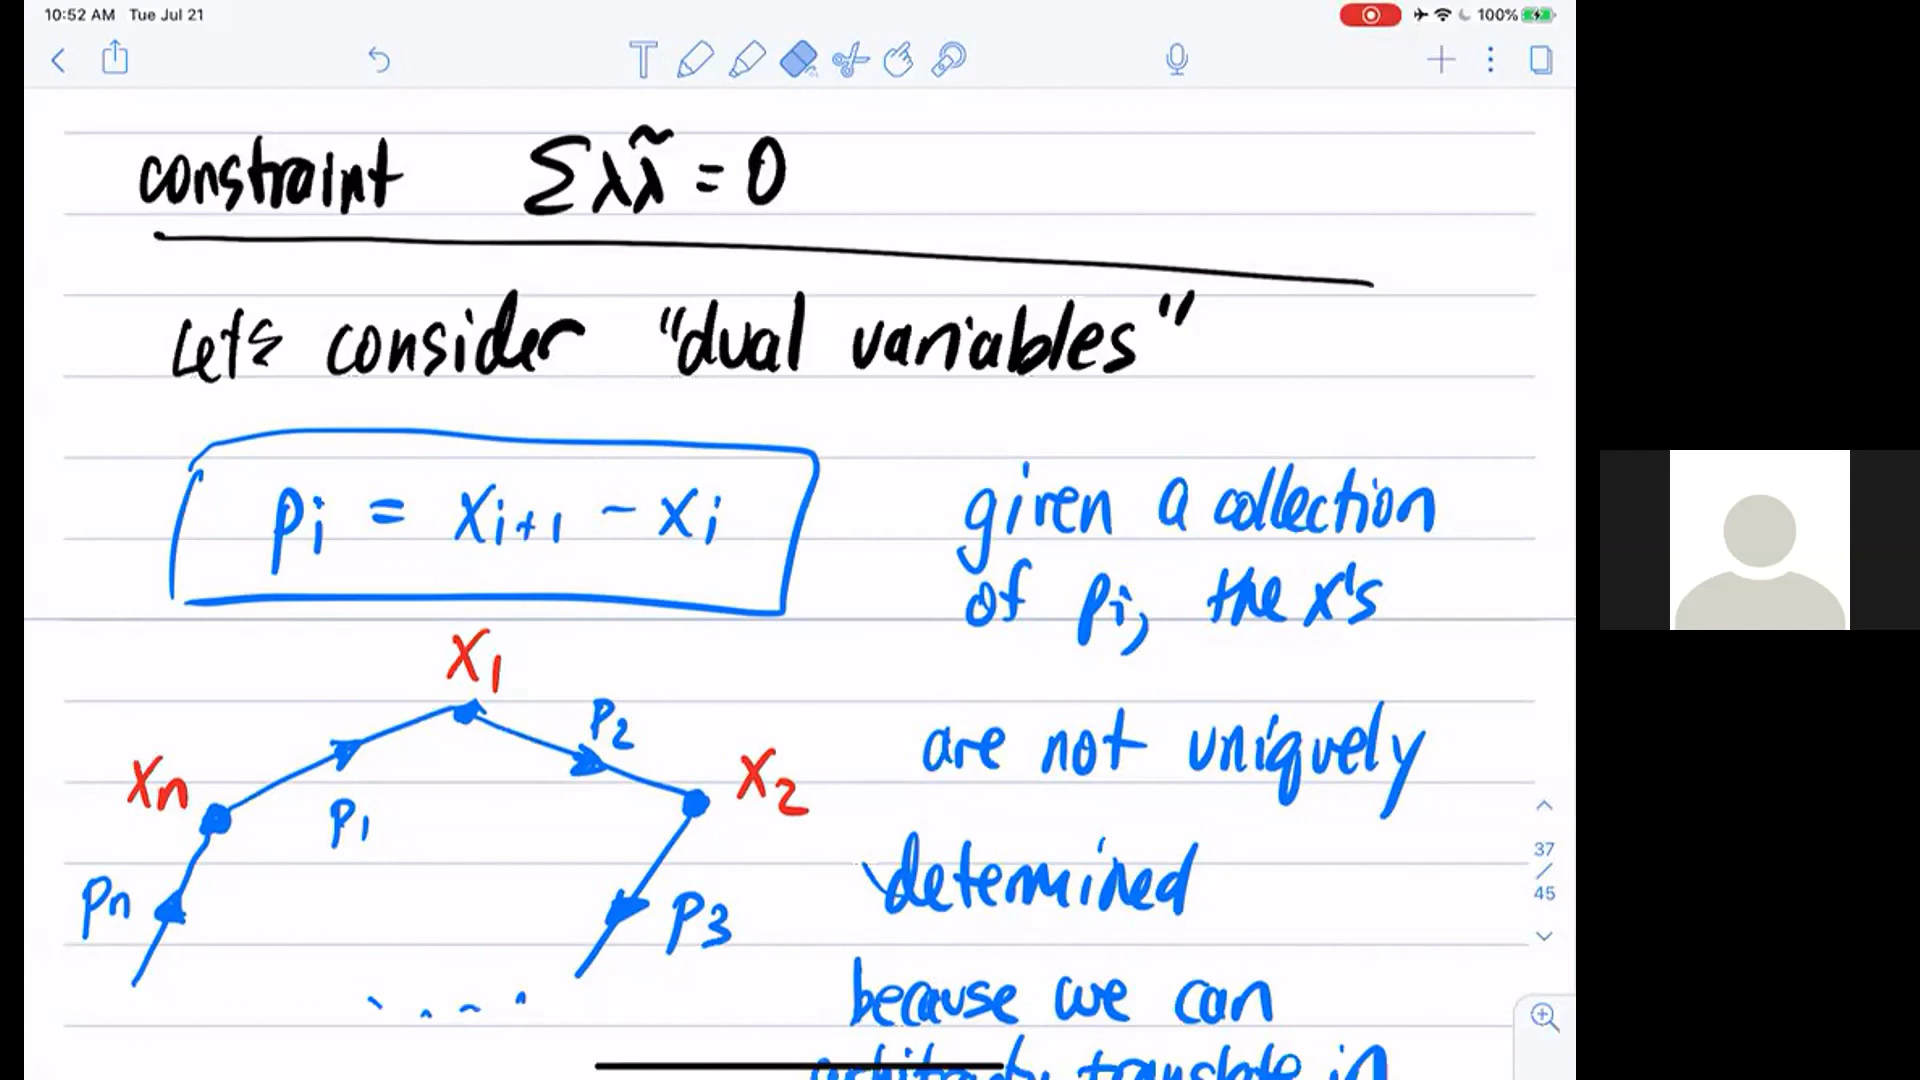 10:52 AM Tue Jul 21
100%
T
constraint Σλλ̃ = 0
Let's consider "dual variables"
pi = xi+1 - xi
given a collection
of pi, the x's
are not uniquely
determined
because we can
translate in
x1
p2
xn
x2
p1
pn
p3
37
/
45